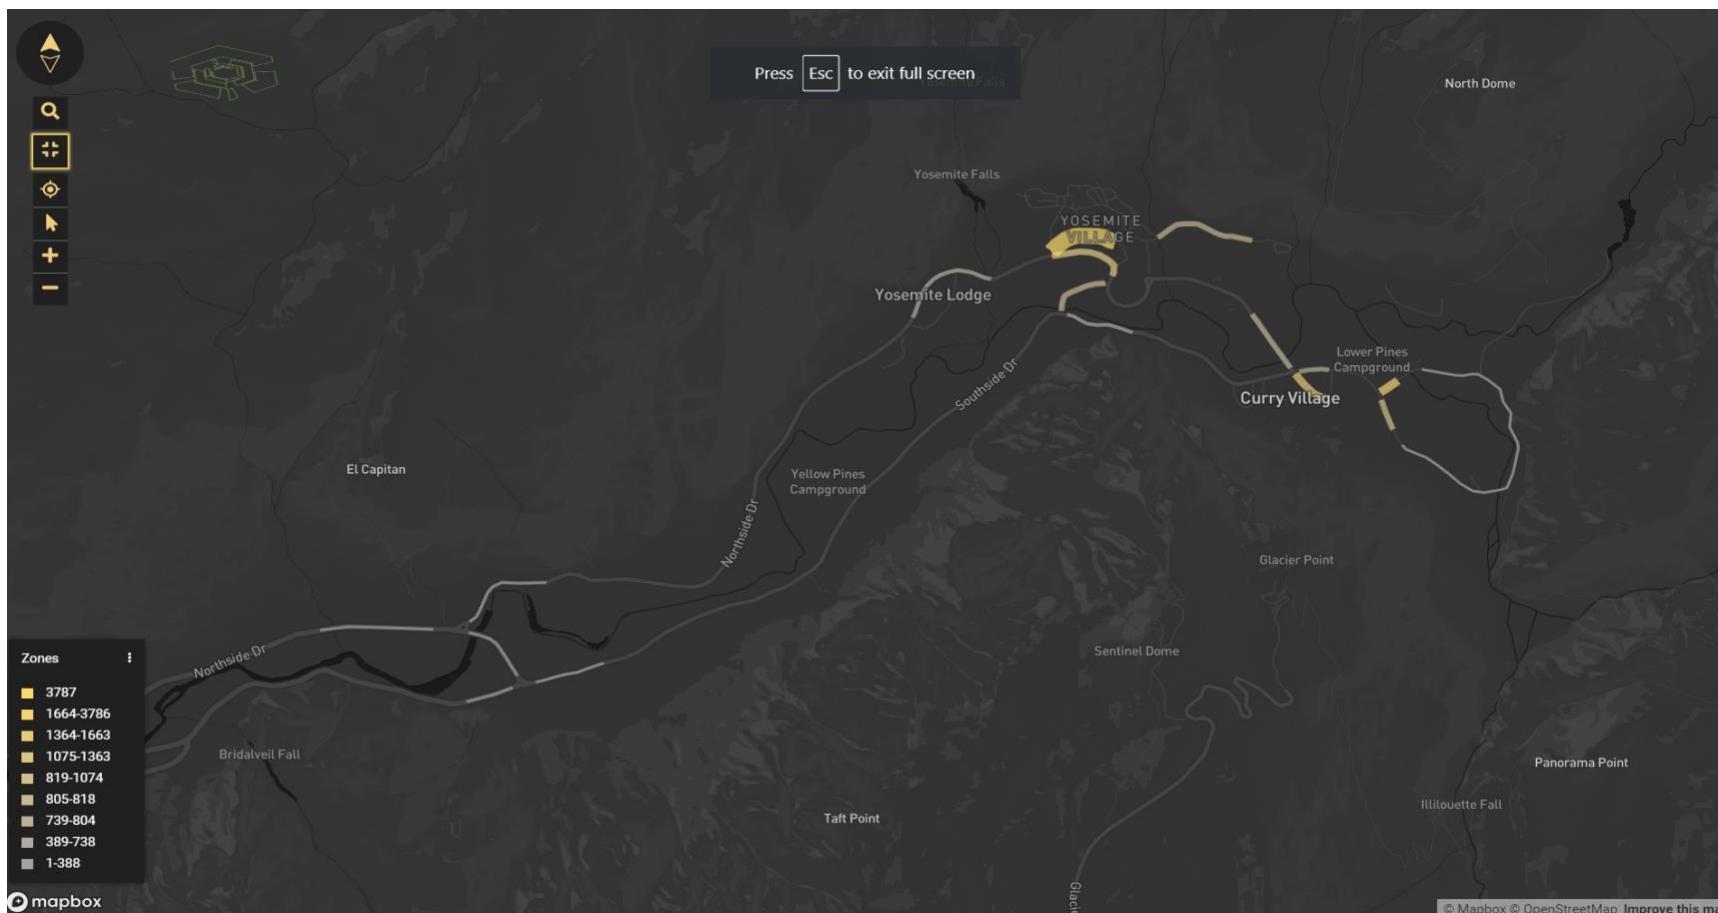 Press Esc to exit full screen
North Dome
Yosemite Falls
YOSEMITE
VILLAGE
Yosemite Lodge
Lower Pines
Campground
Southside Dr
Curry Village
El Capitan
Yellow Pines
Campground
Northside Dr
Glacier Point
Zones
Northside Dr
Sentinel Dome
3787
1664-3786
1364-1663
1075-1363
819-1074
805-818
739-804
389-738
1-388
Bridalveil Fall
Panorama Point
Illilouette Fall
Taft Point
Glaci
mapbox
© Mapbox © OpenStreetMap Improve this ma